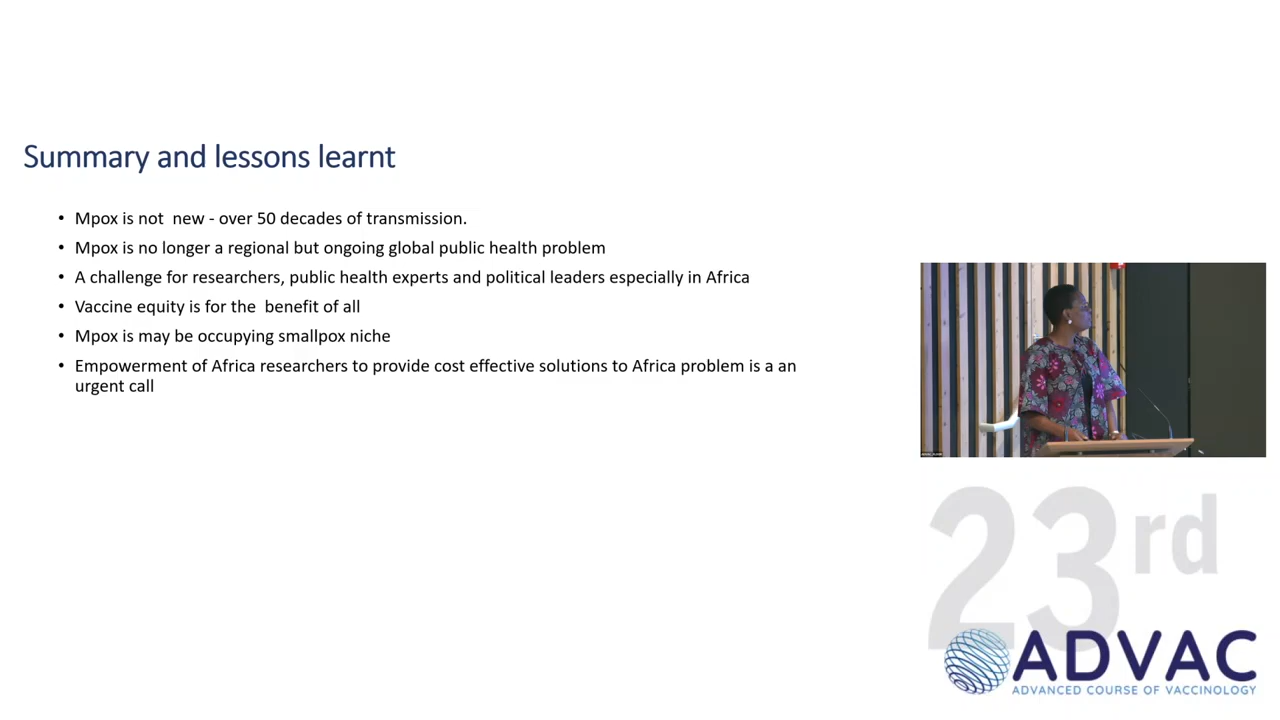 Summary and lessons learnt
• Mpox is not  new - over 50 decades of transmission.
• Mpox is no longer a regional but ongoing global public health problem
• A challenge for researchers, public health experts and political leaders especially in Africa
• Vaccine equity is for the  benefit of all
• Mpox is may be occupying smallpox niche
• Empowerment of Africa researchers to provide cost effective solutions to Africa problem is a an
urgent call
23rd
ADVAC
ADVANCED COURSE OF VACCINOLOGY